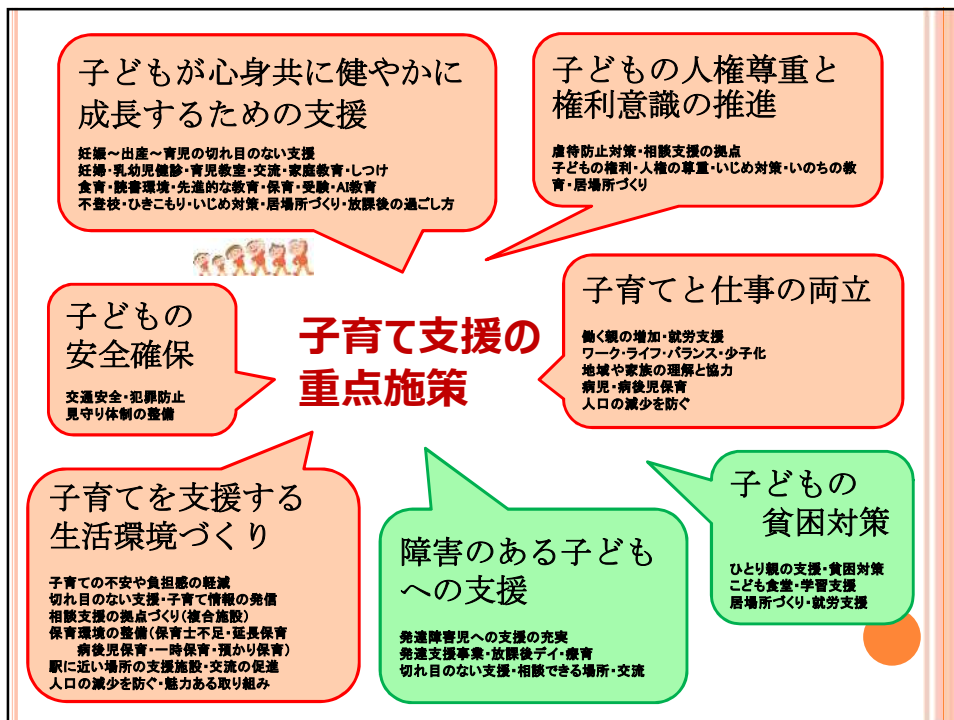 子どもが心身共に健やかに
成長するための支援
妊娠～出産～育児の切れ目のない支援
妊婦・乳幼児健診・育児教室・交流・家庭教育・しつけ
食育・読書環境・先進的な教育・保育・受験・AI教育
不登校・ひきこもり・いじめ対策・居場所づくり・放課後の過ごし方
子どもの人権尊重と
権利意識の推進
虐待防止対策・相談支援の拠点
子どもの権利・人権の尊重・いじめ対策・いのちの教
育・居場所づくり
子どもの
安全確保
交通安全・犯罪防止
見守り体制の整備
子育て支援の
重点施策
子育てと仕事の両立
働く親の増加・就労支援
ワーク・ライフ・バランス・少子化
地域や家族の理解と協力
病児・病後児保育
人口の減少を防ぐ
子育てを支援する
生活環境づくり
子育ての不安や負担感の軽減
切れ目のない支援・子育て情報の発信
相談支援の拠点づくり（複合施設）
保育環境の整備（保育士不足・延長保育
病後児保育・一時保育・預かり保育）
駅に近い場所の支援施設・交流の促進
人口の減少を防ぐ・魅力ある取り組み
障害のある子ども
への支援
発達障害児への支援の充実
発達支援事業・放課後デイ・療育
切れ目のない支援・相談できる場所・交流
子どもの
貧困対策
ひとり親の支援・貧困対策
こども食堂・学習支援
居場所づくり・就労支援